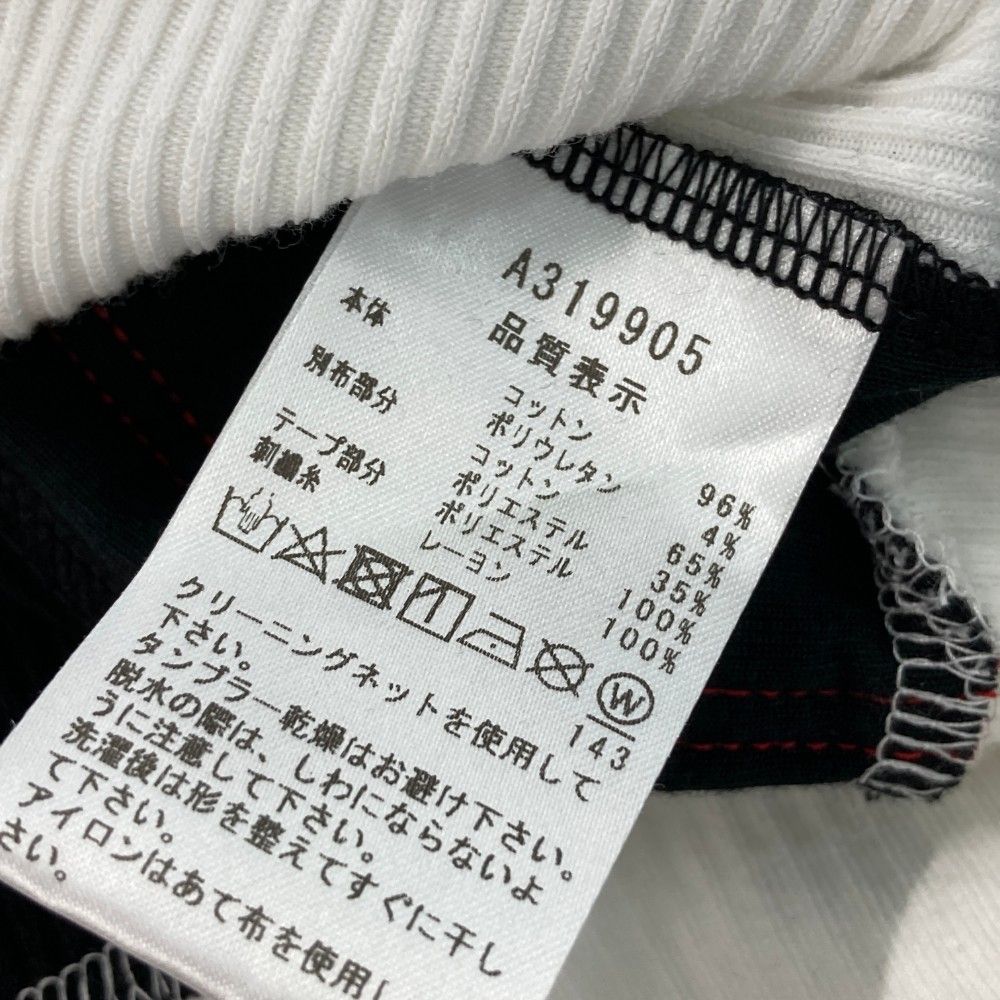 A319905
品質表示
本体 コットン 96%
ポリウレタン 4%
別布部分 コットン 65%
ポリエステル 35%
テープ部分 ポリエステル 100%
刺繍糸 レーヨン 100%
W
143
クリーニングネットを使用して
下さい。
タンブラー乾燥はお避け下さい。
脱水の際は、しわにならないよ
うに注意して下さい。
洗濯後は形を整えてすぐに干し
て下さい。
アイロンはあて布を使用
さい。